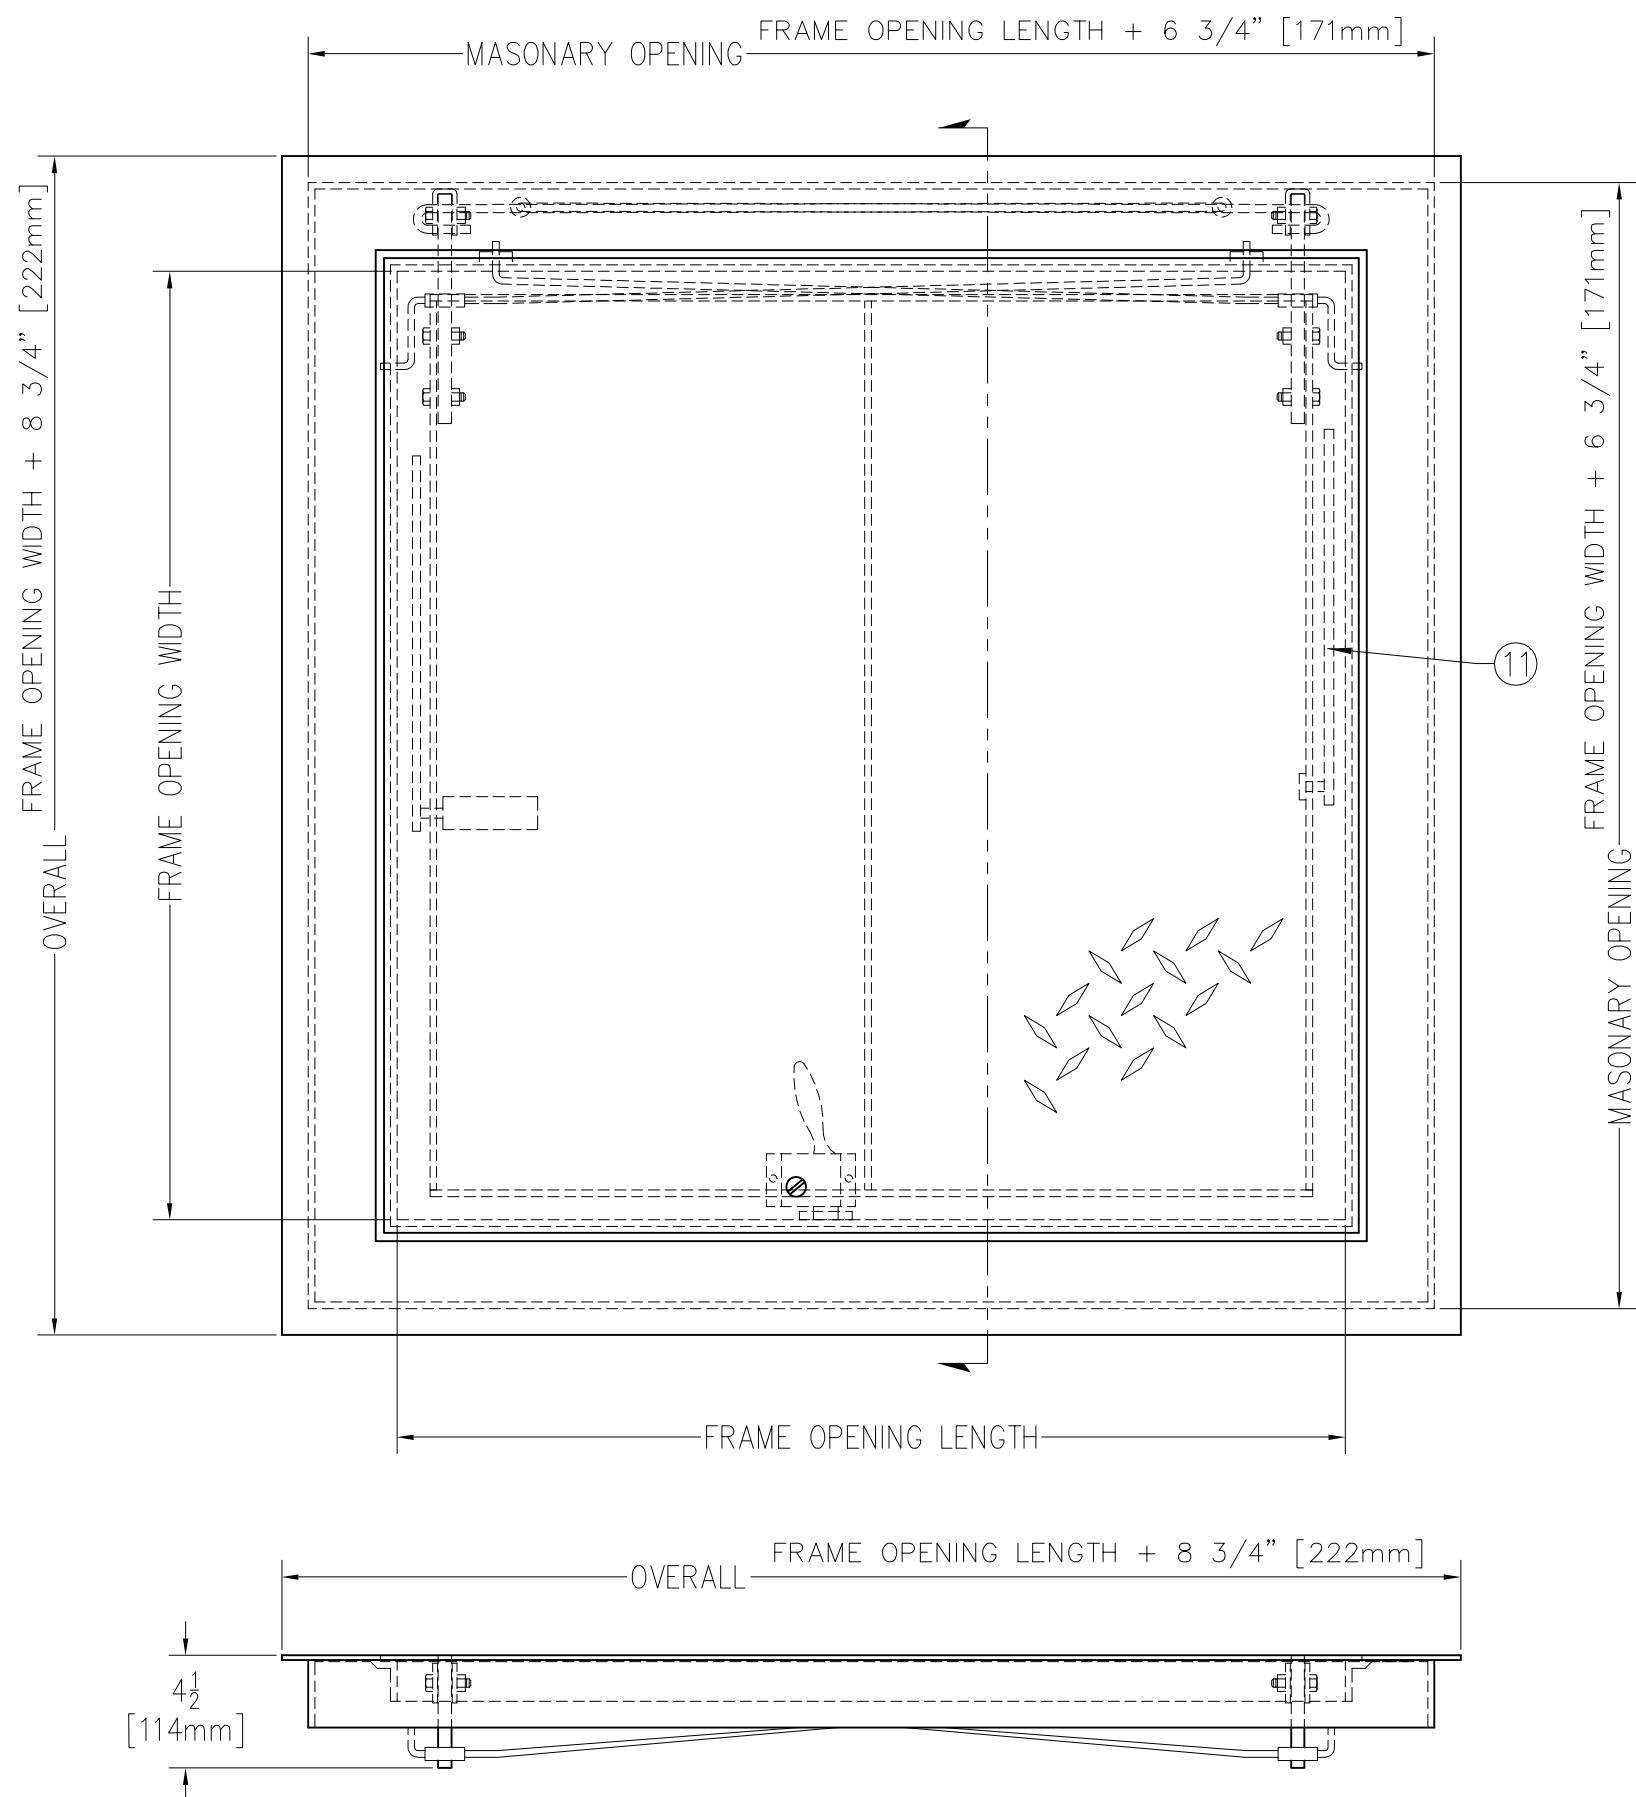 FRAME OPENING LENGTH + 6 3/4” [171mm]
MASONARY OPENING
FRAME OPENING WIDTH + 8 3/4” [222mm]
OVERALL
FRAME OPENING WIDTH
11
FRAME OPENING WIDTH + 6 3/4” [171mm]
MASONARY OPENING
FRAME OPENING LENGTH
FRAME OPENING LENGTH + 8 3/4” [222mm]
OVERALL
4 1/2
[114mm]